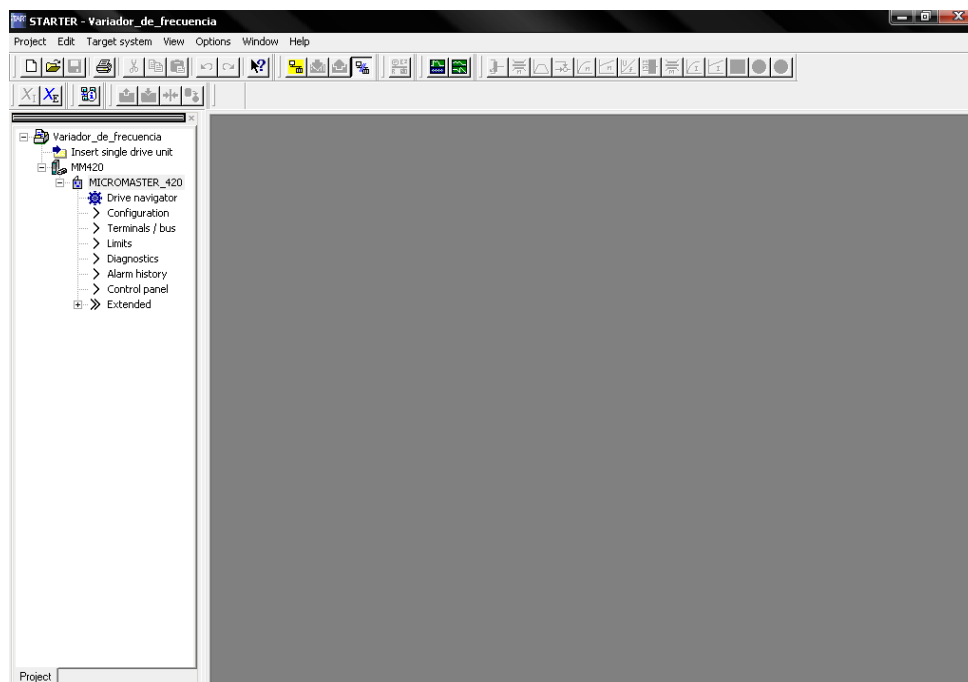 STARTER - Variador_de_frecuencia
Project Edit Target system View Options Window Help
Variador_de_frecuencia
Insert single drive unit
MM420
MICROMASTER_420
Drive navigator
Configuration
Terminals / bus
Limits
Diagnostics
Alarm history
Control panel
Extended
Project